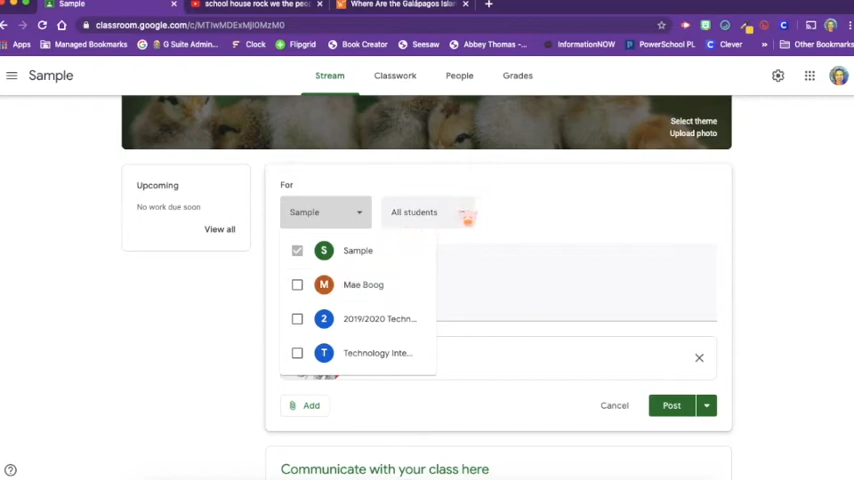 Sample
school house rock we the peo
Where Are the Galápagos Islan
classroom.google.com/c/MTIwMDExMjI0MzM0
Apps
Managed Bookmarks
G Suite Admin...
Clock
Flipgrid
Book Creator
Seesaw
Abbey Thomas -...
InformationNOW
PowerSchool PL
Clever
»
Other Bookmarks
Sample
Stream
Classwork
People
Grades
Select theme
Upload photo
Upcoming
No work due soon
View all
For
Sample
All students
S
Sample
M
Mae Boog
2
2019/2020 Techn...
T
Technology Inte...
Add
Cancel
Post
Communicate with your class here